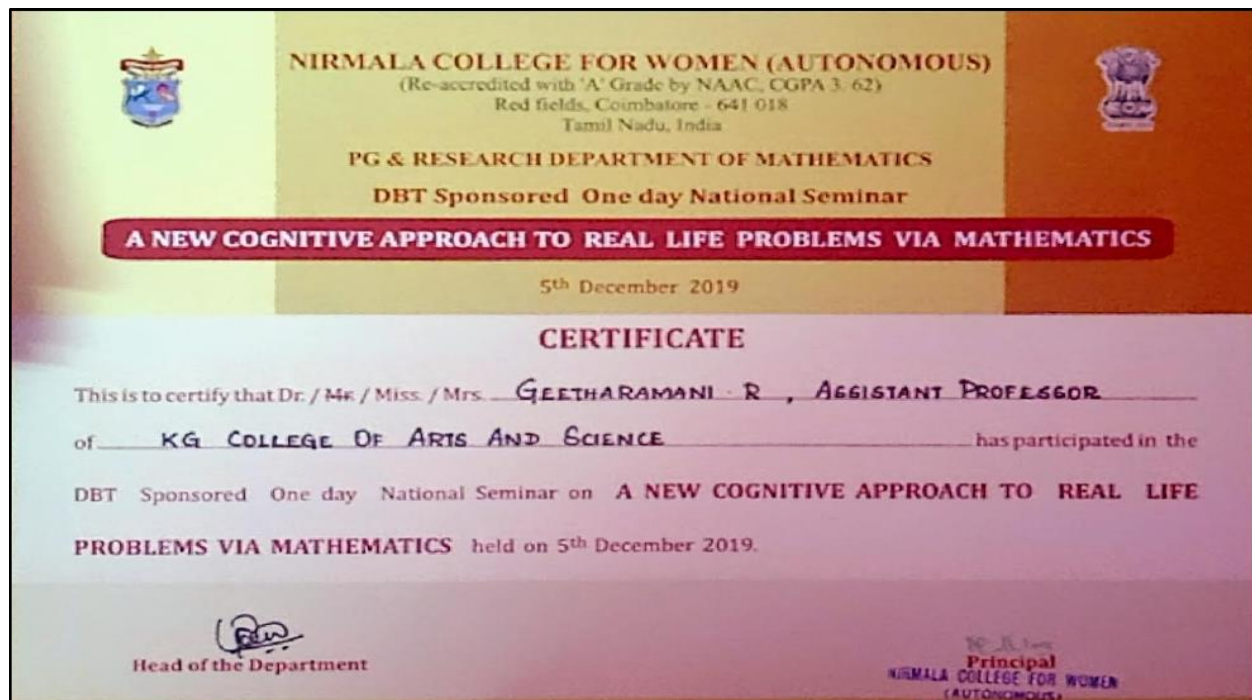 NIRMALA COLLEGE FOR WOMEN (AUTONOMOUS)
(Re-accredited with 'A' Grade by NAAC, CGPA 3. 62)
Red fields, Coimbatore - 641 018
Tamil Nadu, India
PG & RESEARCH DEPARTMENT OF MATHEMATICS
DBT Sponsored One day National Seminar
A NEW COGNITIVE APPROACH TO REAL LIFE PROBLEMS VIA MATHEMATICS
5th December 2019
CERTIFICATE
This is to certify that Dr. / Mr. / Miss. / Mrs. GEETHARAMANI . R , ASSISTANT PROFESSOR
of KG COLLEGE OF ARTS AND SCIENCE has participated in the
DBT Sponsored One day National Seminar on A NEW COGNITIVE APPROACH TO REAL LIFE
PROBLEMS VIA MATHEMATICS held on 5th December 2019.
Head of the Department
Principal
NIRMALA COLLEGE FOR WOMEN
(AUTONOMOUS)